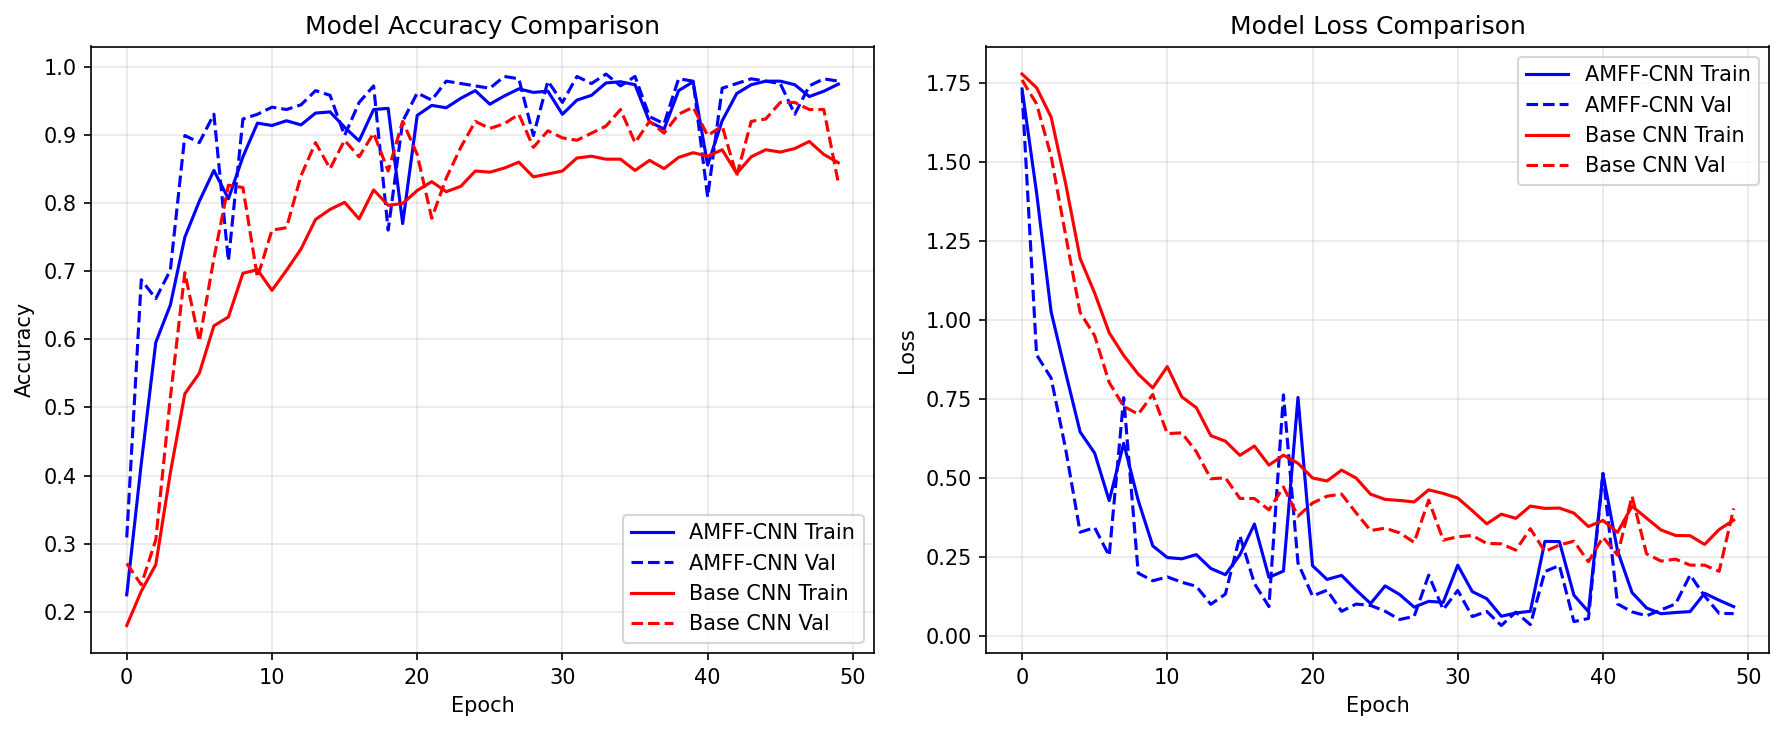 Model Accuracy Comparison
1.0
0.9
0.8
0.7
0.6
0.5
0.4
0.3
0.2
Accuracy
0 10 20 30 40 50
Epoch
AMFF-CNN Train
AMFF-CNN Val
Base CNN Train
Base CNN Val
Model Loss Comparison
1.75
1.50
1.25
1.00
0.75
0.50
0.25
0.00
Loss
0 10 20 30 40 50
Epoch
AMFF-CNN Train
AMFF-CNN Val
Base CNN Train
Base CNN Val